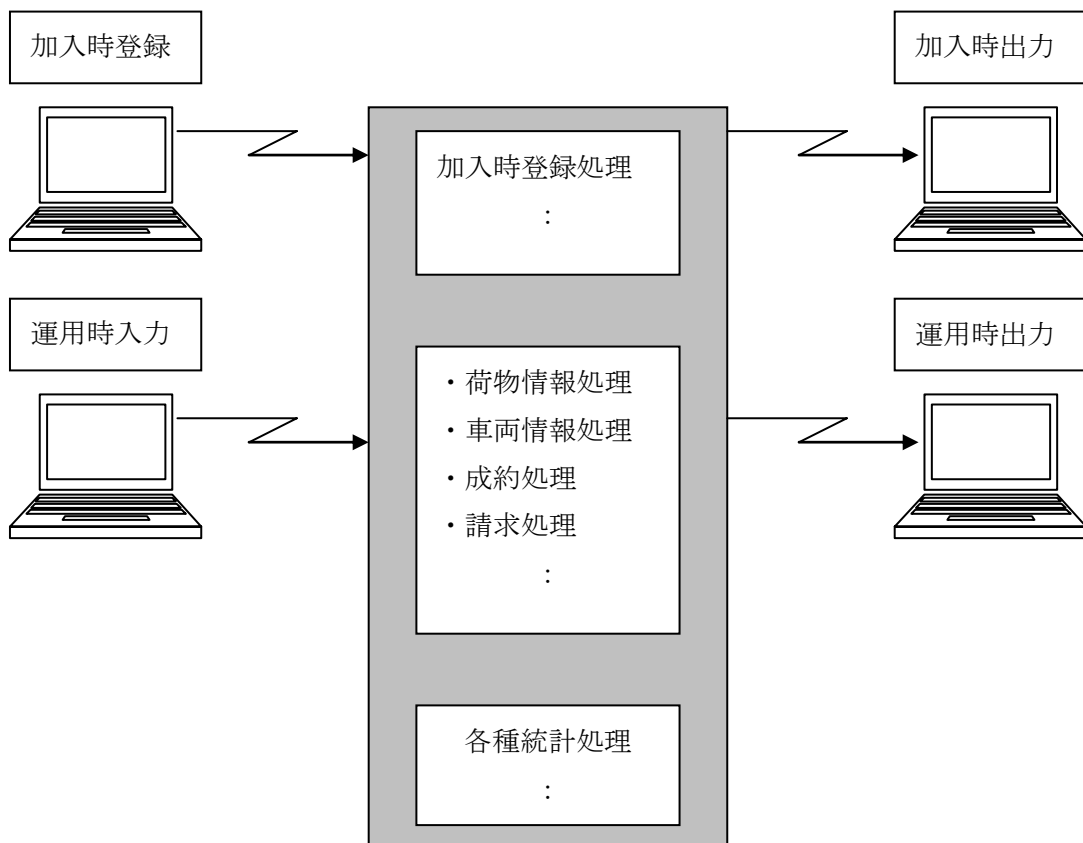 加入時登録
加入時出力
加入時登録処理
：
運用時入力
運用時出力
・荷物情報処理
・車両情報処理
・成約処理
・請求処理
：
各種統計処理
：